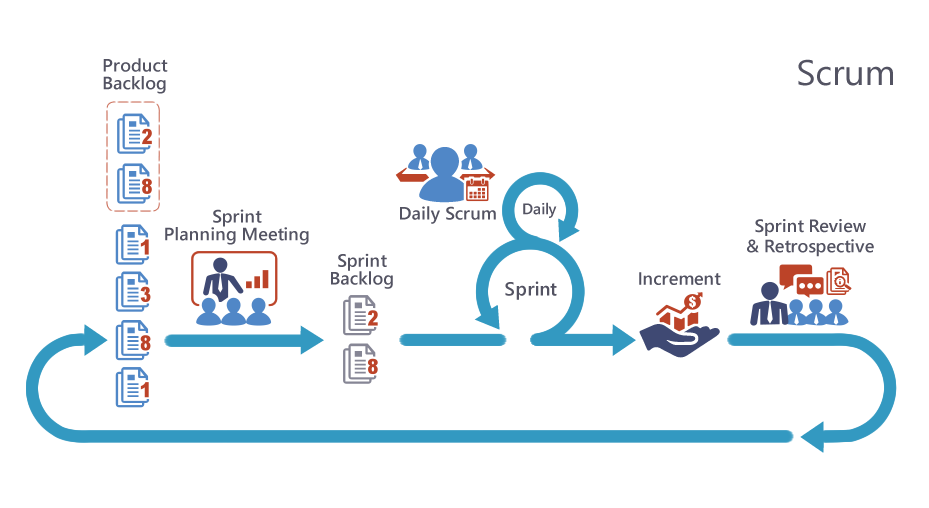 Scrum
Product
Backlog
2
8
1
3
8
1
Sprint
Planning Meeting
Sprint
Backlog
2
8
Daily Scrum
Daily
Sprint
Increment
$
Sprint Review
& Retrospective